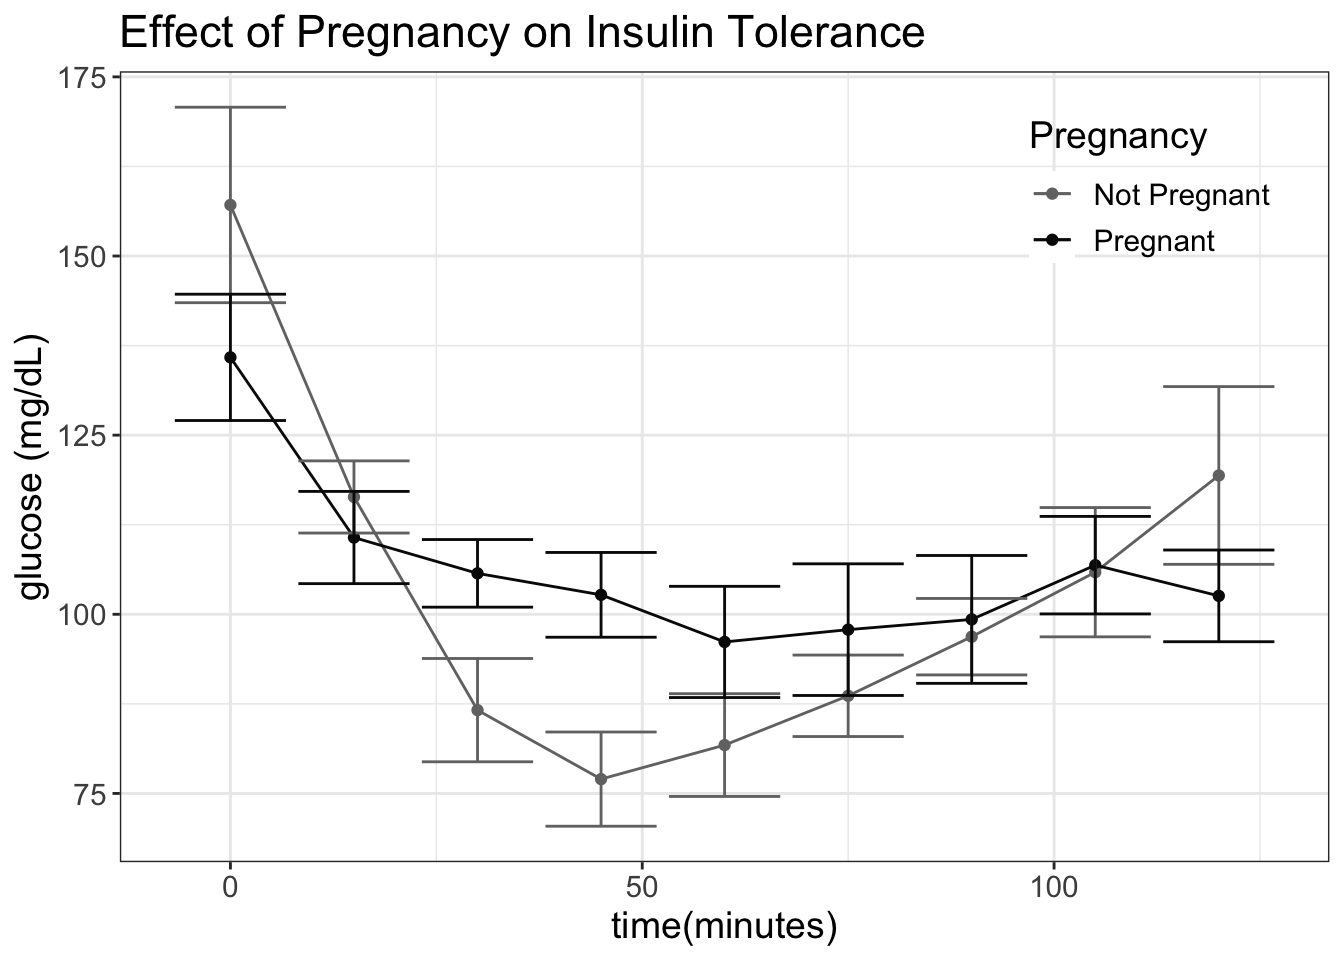 Effect of Pregnancy on Insulin Tolerance
175
150
125
100
75
glucose (mg/dL)
Pregnancy
Not Pregnant
Pregnant
0 50 100
time(minutes)